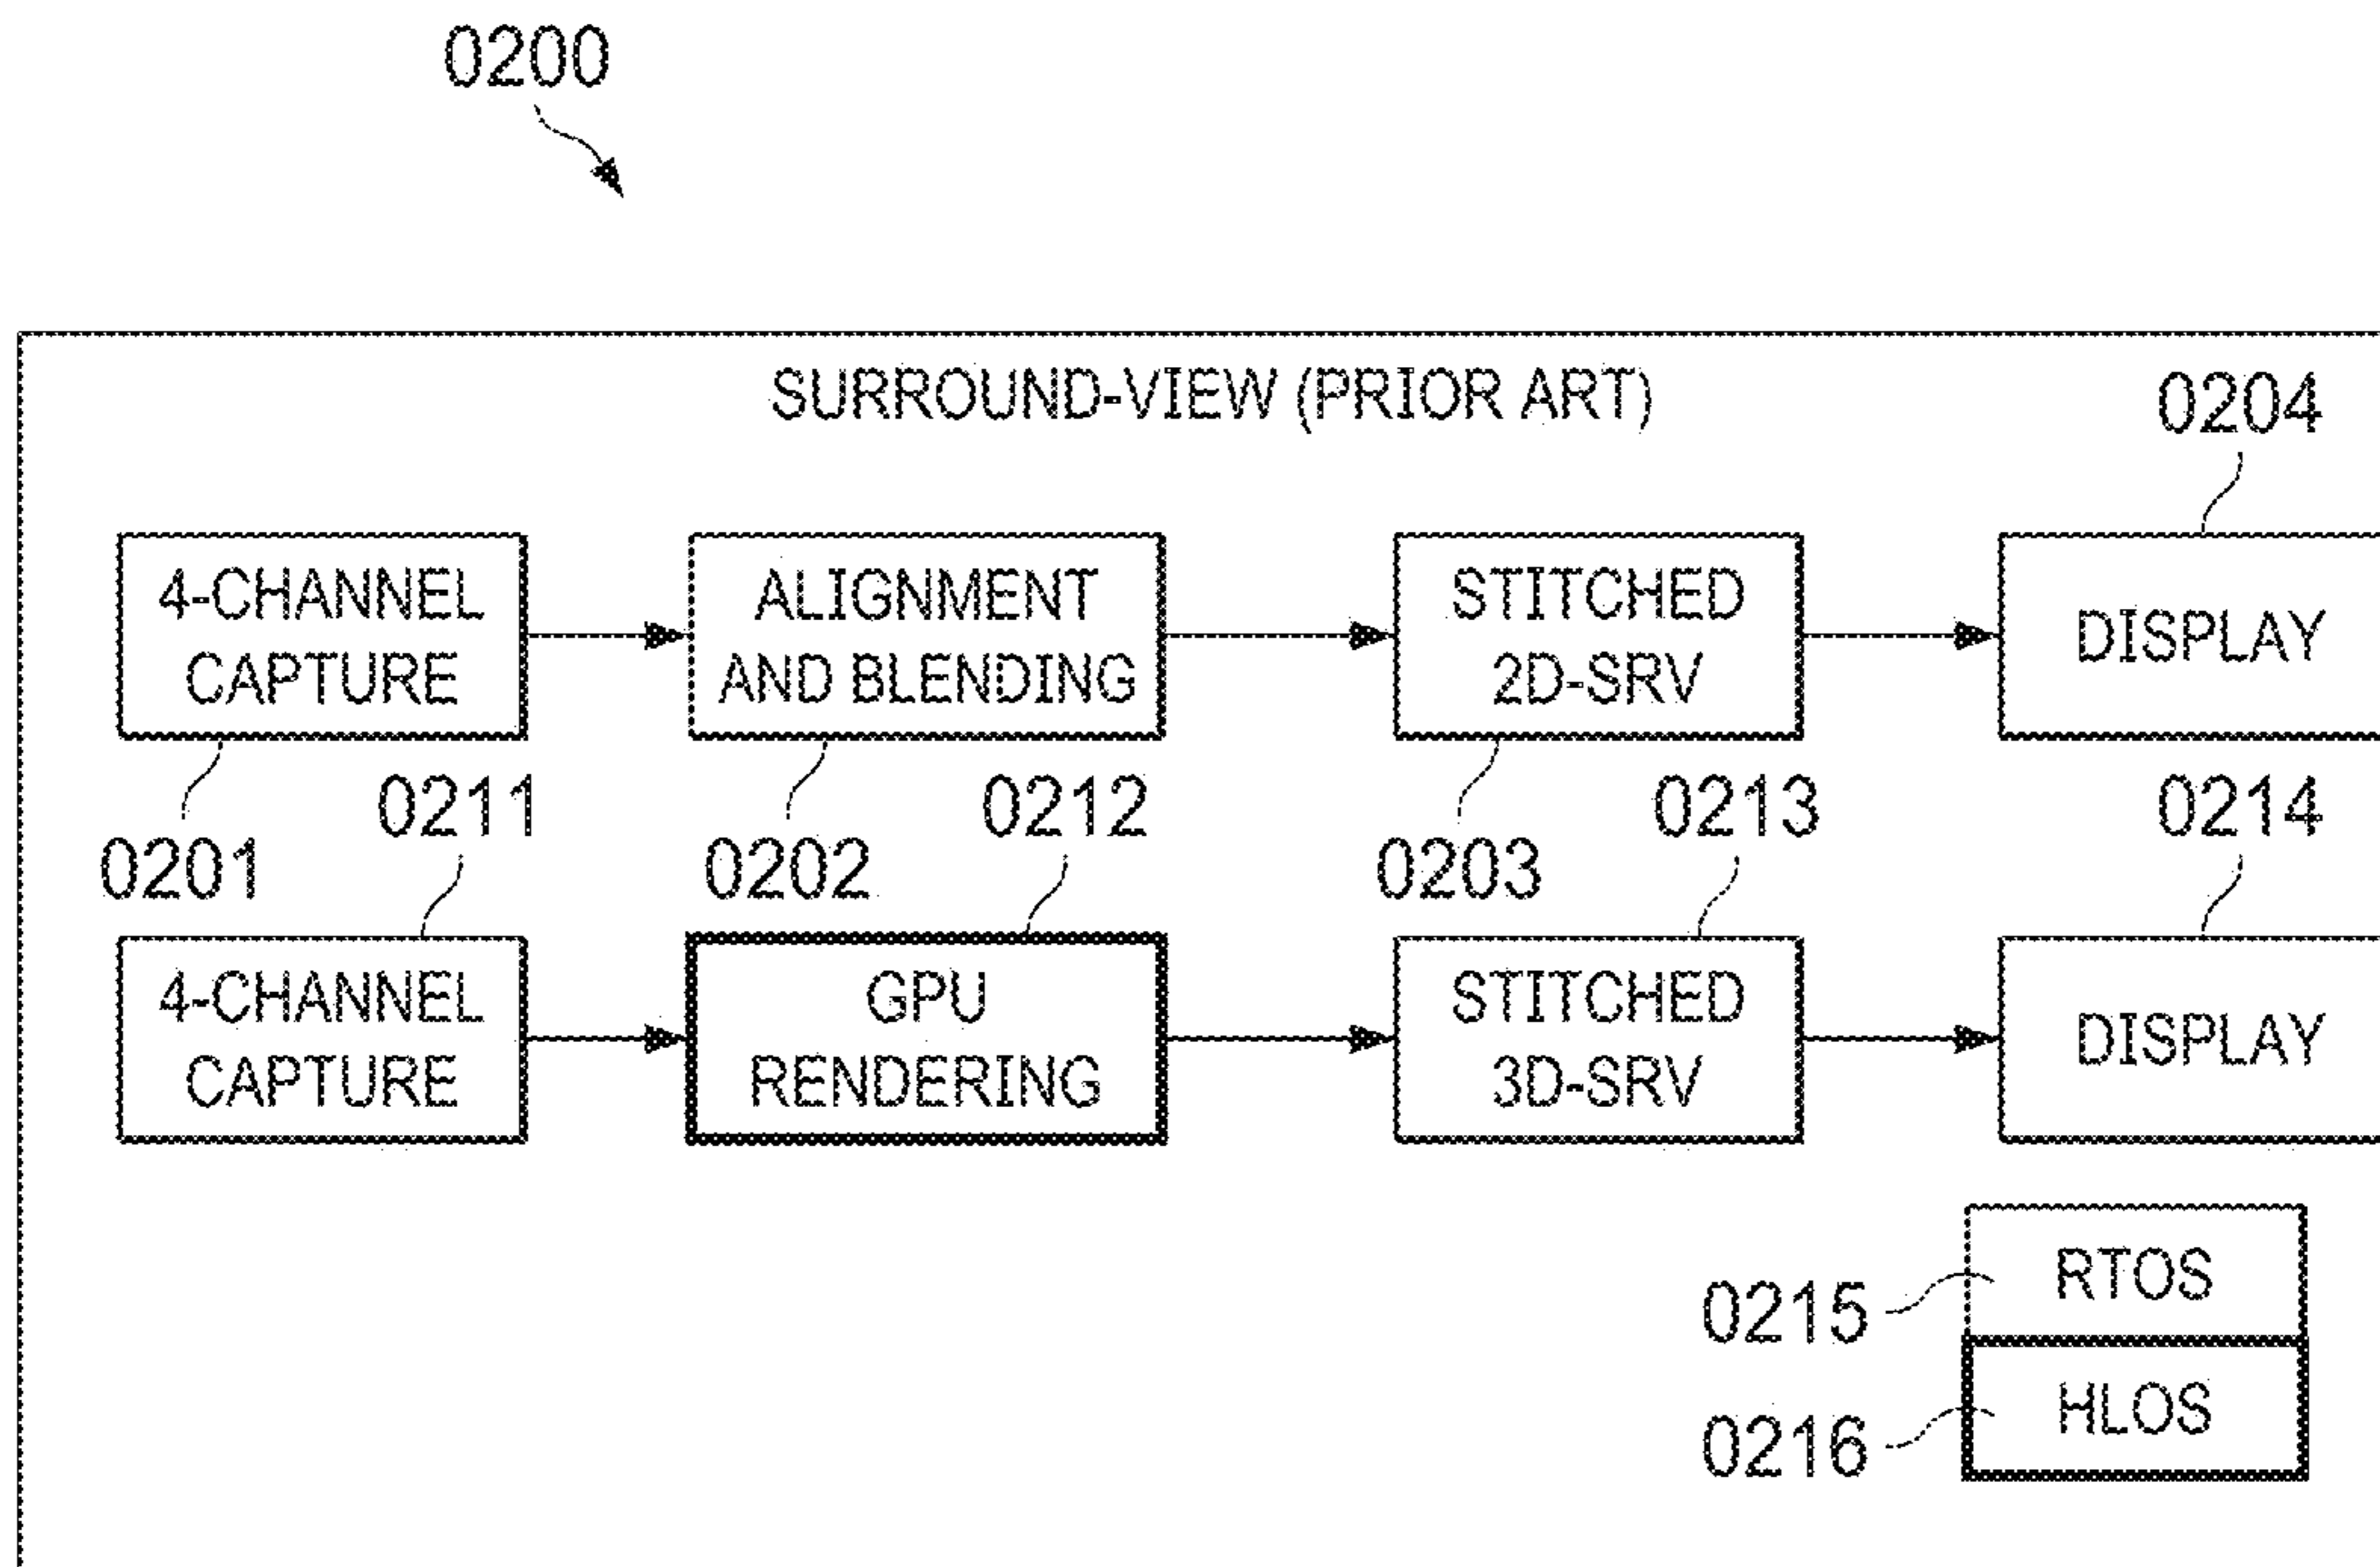 0200
SURROUND-VIEW (PRIOR ART)
0204
4-CHANNEL
CAPTURE
ALIGNMENT
AND BLENDING
STITCHED
2D-SRV
DISPLAY
0201
0211
0202
0212
0203
0213
0214
4-CHANNEL
CAPTURE
GPU
RENDERING
STITCHED
3D-SRV
DISPLAY
0215
RTOS
0216
HLOS